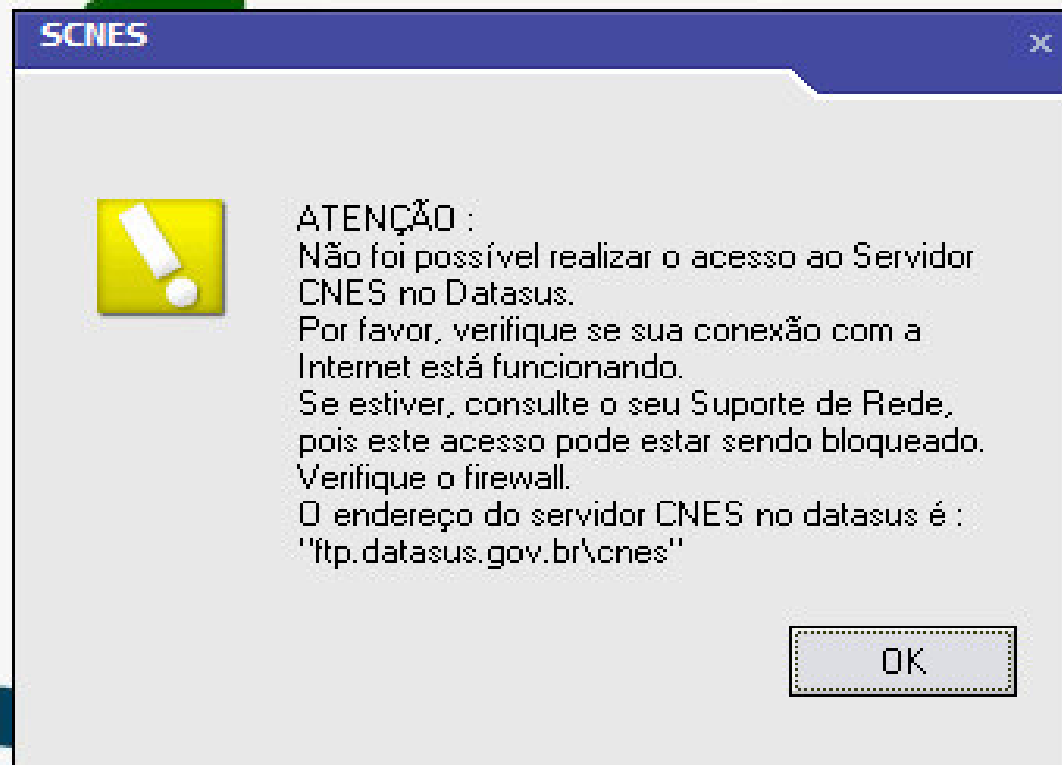 SCNES
ATENÇÃO :
Não foi possível realizar o acesso ao Servidor
CNES no Datasus.
Por favor, verifique se sua conexão com a
Internet está funcionando.
Se estiver, consulte o seu Suporte de Rede,
pois este acesso pode estar sendo bloqueado.
Verifique o firewall.
O endereço do servidor CNES no datasus é :
"ftp.datasus.gov.br\cnes"
OK